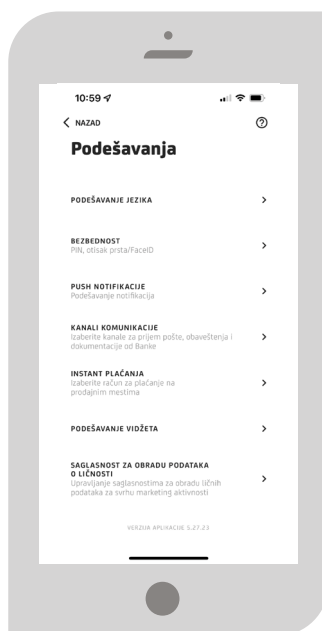 10:59
NAZAD
Podešavanja
PODEŠAVANJE JEZIKA
BEZBEDNOST
PIN, otisak prsta/FaceID
PUSH NOTIFIKACIJE
Podešavanje notifikacija
KANALI KOMUNIKACIJE
Izaberite kanale za prijem pošte, obaveštenja i
dokumentacije od Banke
INSTANT PLAĆANJA
Izaberite račun za plaćanje na
prodajnim mestima
PODEŠAVANJE VIDŽETA
SAGLASNOST ZA OBRADU PODATAKA
O LIČNOSTI
Upravljanje saglasnostima za obradu ličnih
podataka za svrhu marketing aktivnosti
VERZIJA APLIKACIJE 5.27.23